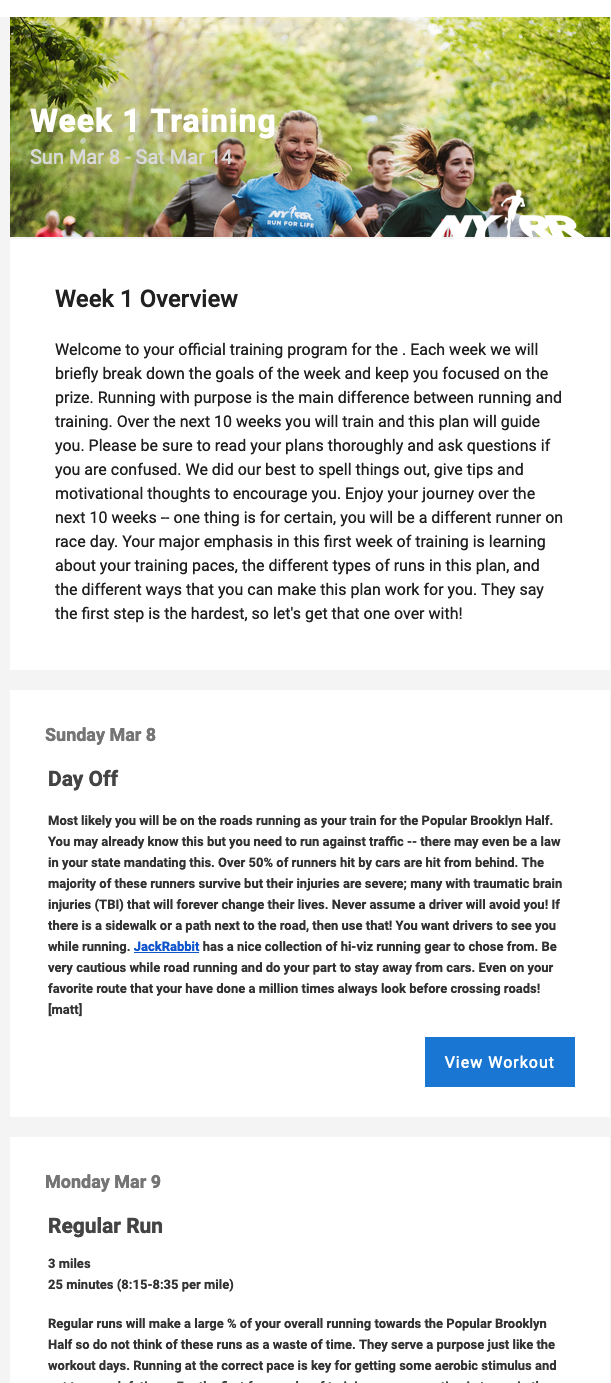 Week 1 Training
Sun Mar 8 - Sat Mar 14
NYRR
RUN FOR LIFE
NYRR
Week 1 Overview
Welcome to your official training program for the . Each week we will
briefly break down the goals of the week and keep you focused on the
prize. Running with purpose is the main difference between running and
training. Over the next 10 weeks you will train and this plan will guide
you. Please be sure to read your plans thoroughly and ask questions if
you are confused. We did our best to spell things out, give tips and
motivational thoughts to encourage you. Enjoy your journey over the
next 10 weeks -- one thing is for certain, you will be a different runner on
race day. Your major emphasis in this first week of training is learning
about your training paces, the different types of runs in this plan, and
the different ways that you can make this plan work for you. They say
the first step is the hardest, so let's get that one over with!
Sunday Mar 8
Day Off
Most likely you will be on the roads running as your train for the Popular Brooklyn Half.
You may already know this but you need to run against traffic -- there may even be a law
in your state mandating this. Over 50% of runners hit by cars are hit from behind. The
majority of these runners survive but their injuries are severe; many with traumatic brain
injuries (TBI) that will forever change their lives. Never assume a driver will avoid you! If
there is a sidewalk or a path next to the road, then use that! You want drivers to see you
while running. JackRabbit has a nice collection of hi-viz running gear to chose from. Be
very cautious while road running and do your part to stay away from cars. Even on your
favorite route that your have done a million times always look before crossing roads!
[matt]
View Workout
Monday Mar 9
Regular Run
3 miles
25 minutes (8:15-8:35 per mile)
Regular runs will make a large % of your overall running towards the Popular Brooklyn
Half so do not think of these runs as a waste of time. They serve a purpose just like the
workout days. Running at the correct pace is key for getting some aerobic stimulus and